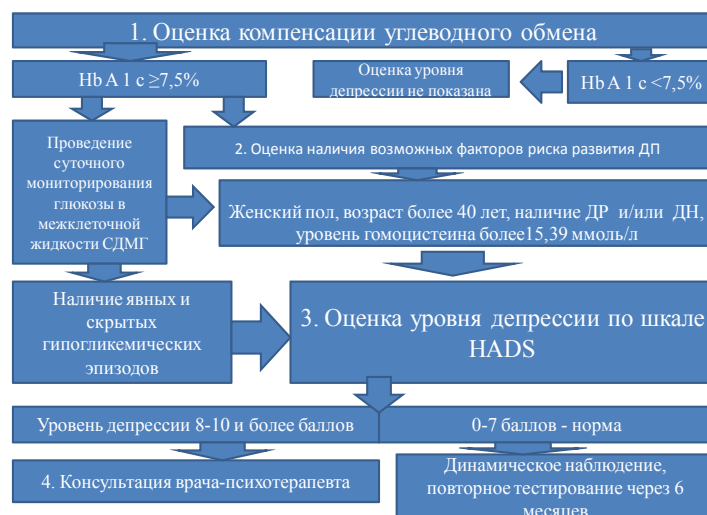 1. Оценка компенсации углеводного обмена
Hb A 1 c ≥7,5%
Оценка уровня
депрессии не показана
Hb A 1 c <7,5%
Проведение
суточного
мониторирования
глюкозы в
межклеточной
жидкости СДМГ
2. Оценка наличия возможных факторов риска развития ДП
Женский пол, возраст более 40 лет, наличие ДР и/или ДН,
уровень гомоцистеина более15,39 ммоль/л
Наличие явных и
скрытых
гипогликемических
эпизодов
3. Оценка уровня депрессии по шкале
HADS
Уровень депрессии 8-10 и более баллов
0-7 баллов - норма
4. Консультация врача-психотерапевта
Динамическое наблюдение,
повторное тестирование через 6
месяцев